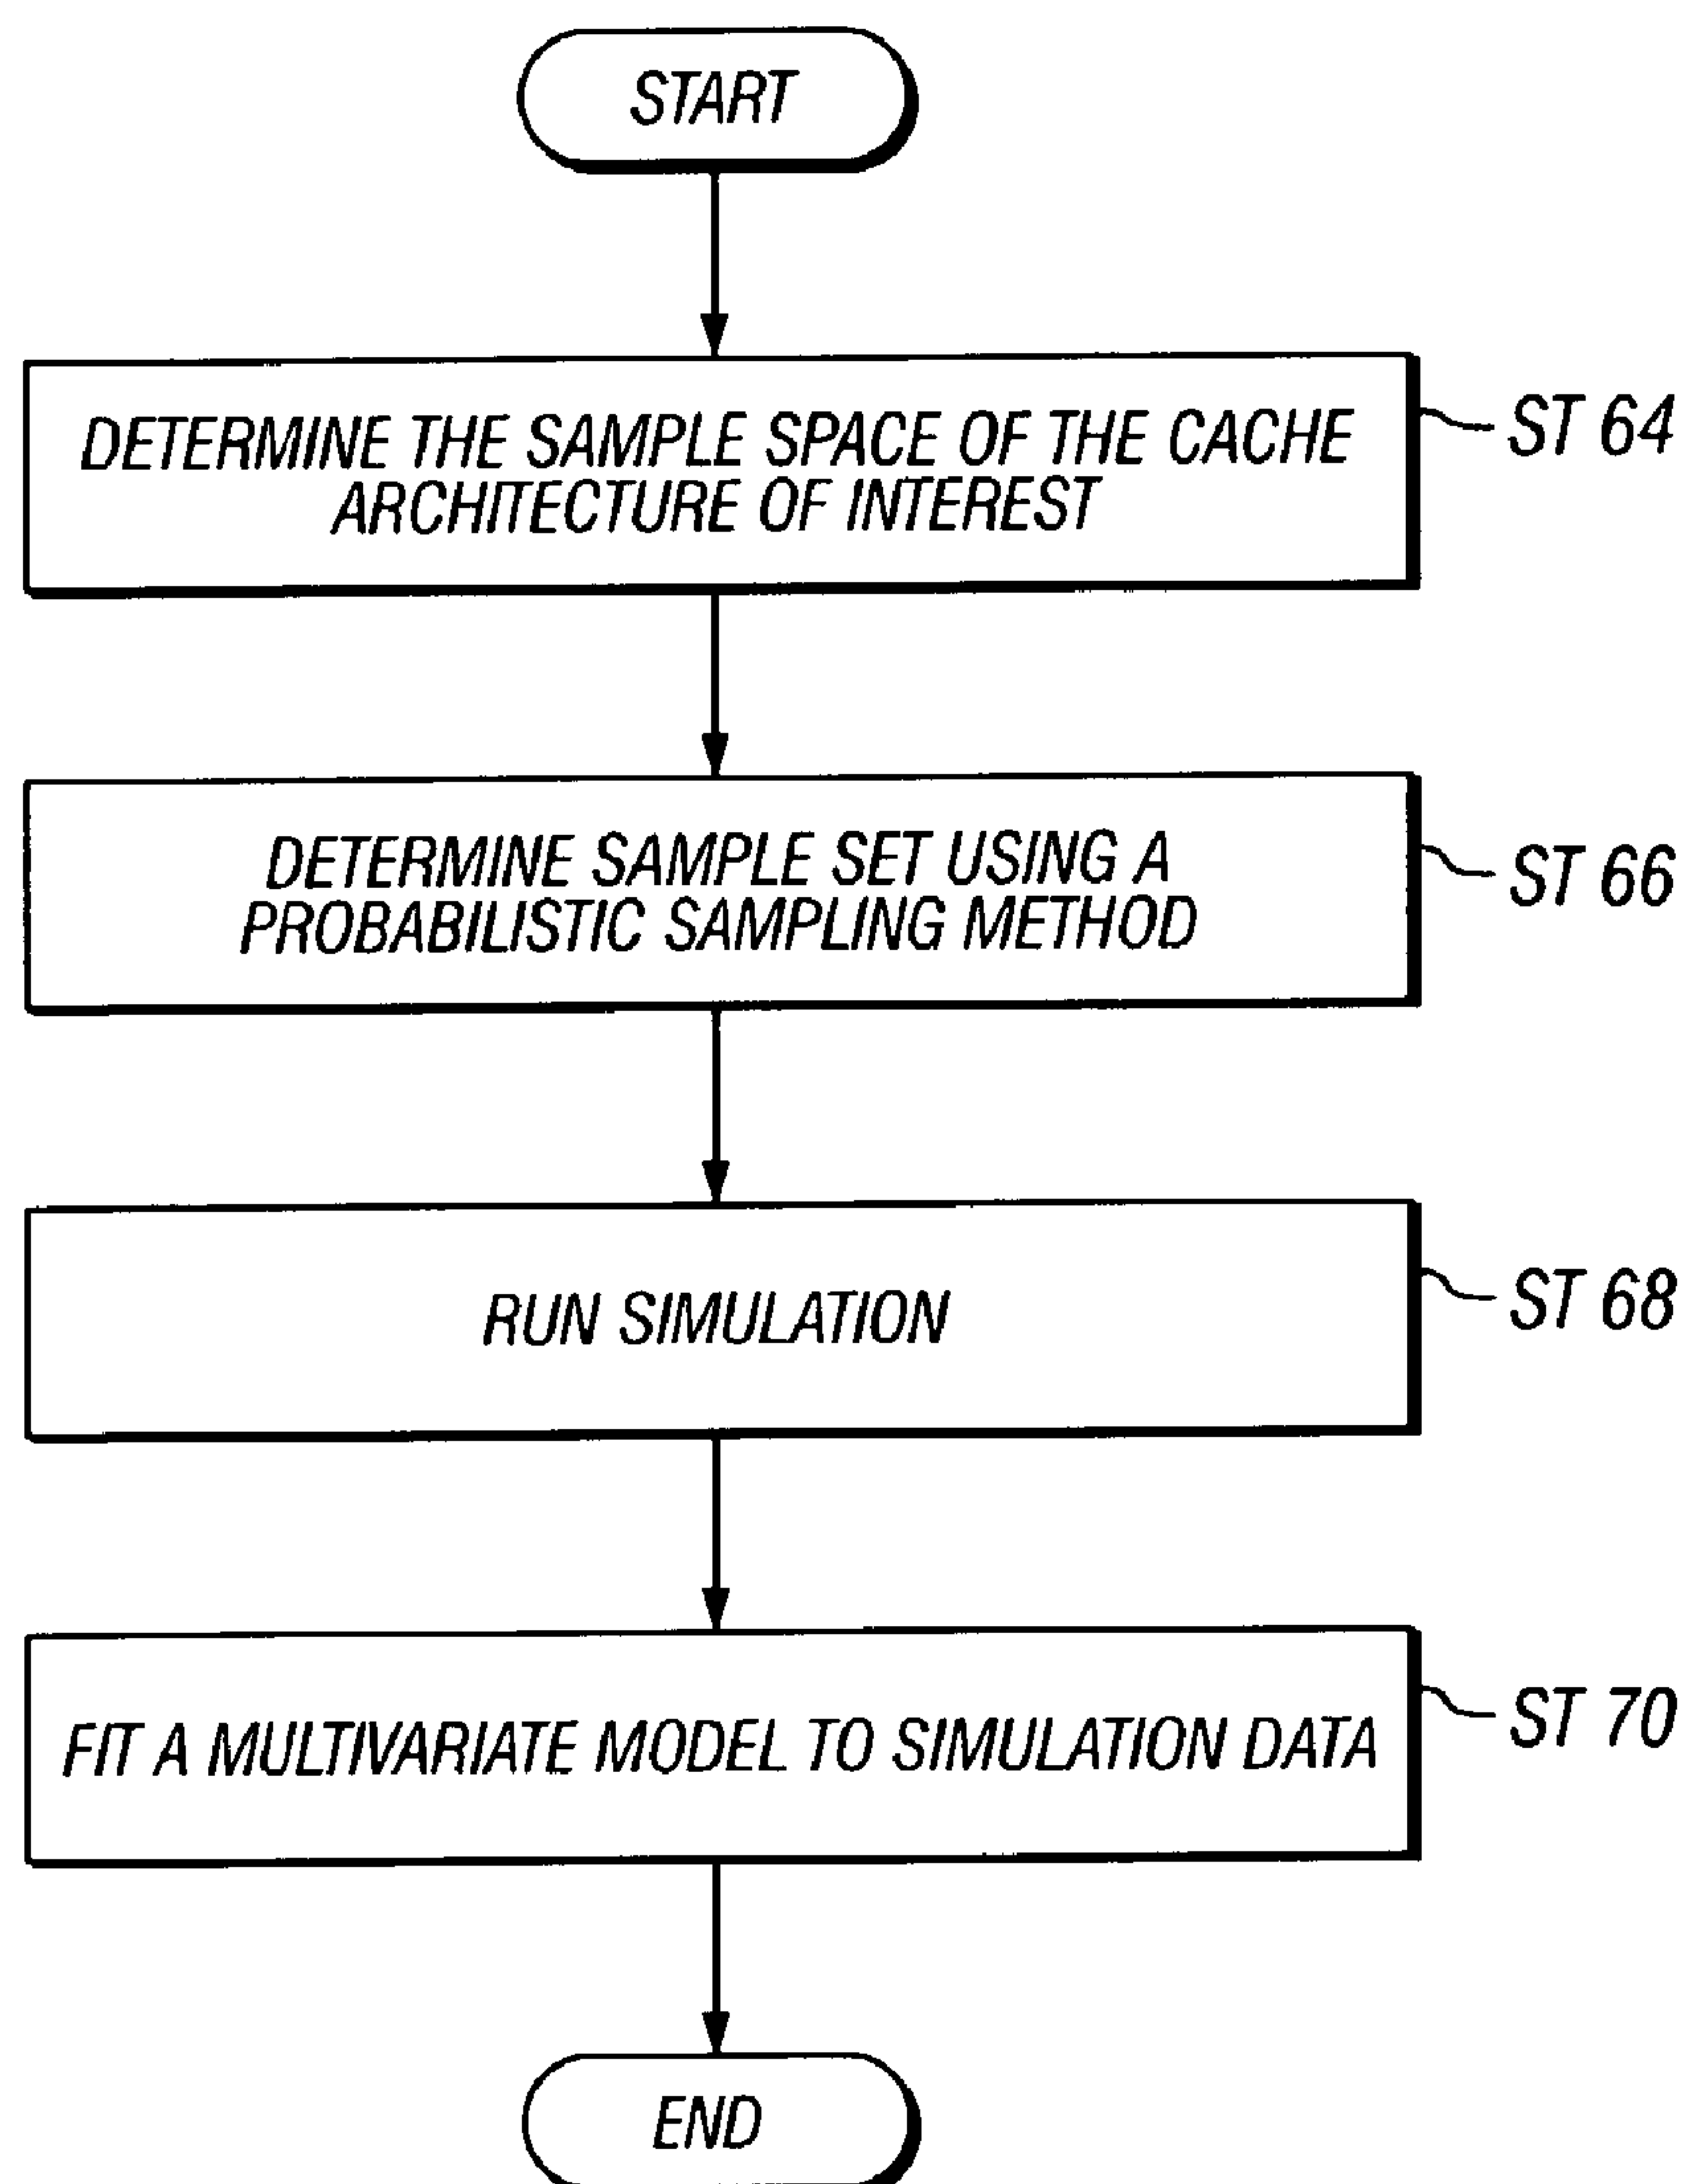 START
DETERMINE THE SAMPLE SPACE OF THE CACHE
ARCHITECTURE OF INTEREST
ST 64
DETERMINE SAMPLE SET USING A
PROBABILISTIC SAMPLING METHOD
ST 66
RUN SIMULATION
ST 68
FIT A MULTIVARIATE MODEL TO SIMULATION DATA
ST 70
END